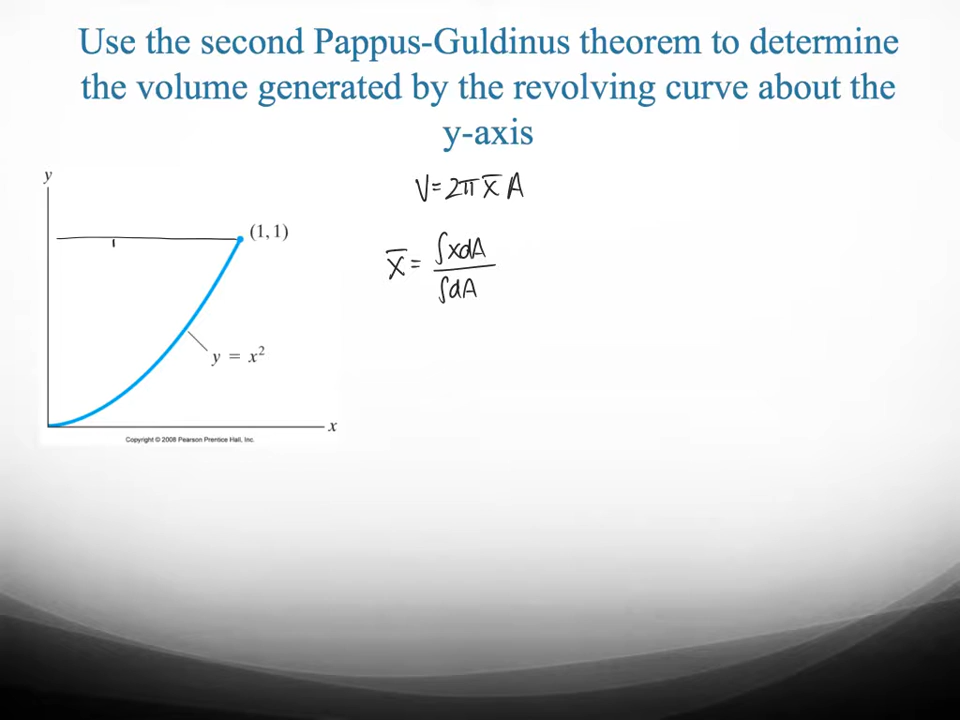 Use the second Pappus-Guldinus theorem to determine
the volume generated by the revolving curve about the
y-axis
V = 2π x̅ A
x̅ = ∫xdA / ∫dA
y
(1, 1)
1
y = x²
x
Copyright © 2008 Pearson Prentice Hall, Inc.